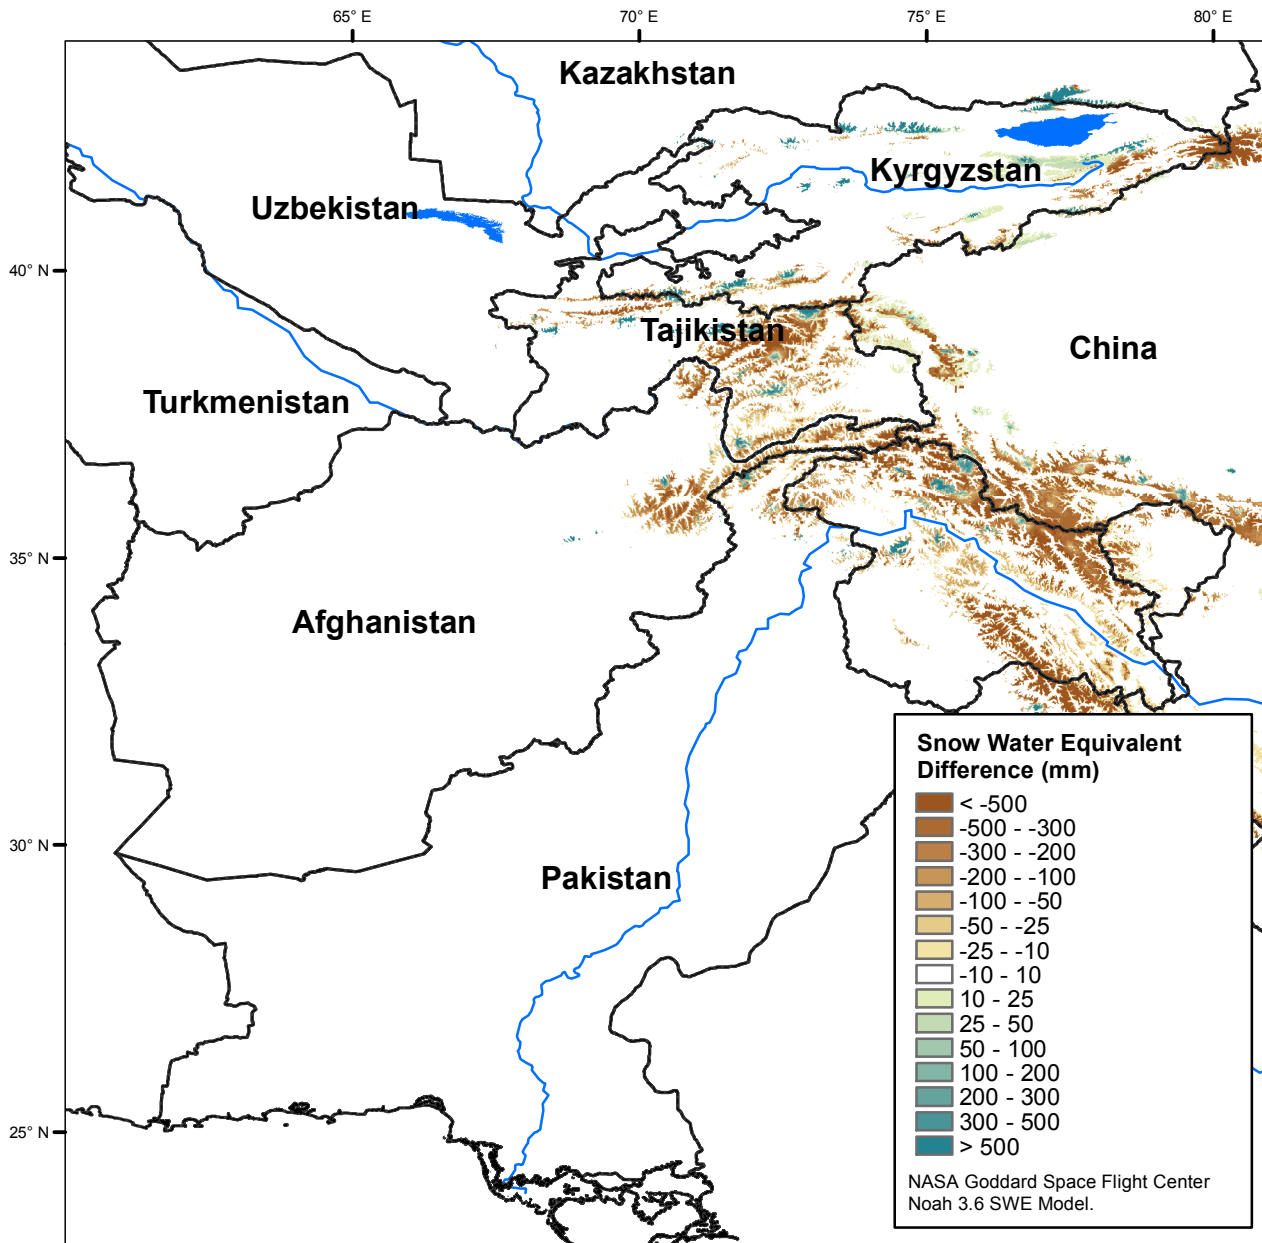 65° E
70° E
75° E
80° E
Kazakhstan
Kyrgyzstan
Uzbekistan
40° N
Tajikistan
China
Turkmenistan
35° N
Afghanistan
30° N
Pakistan
25° N
Snow Water Equivalent
Difference (mm)
< -500
-500 - -300
-300 - -200
-200 - -100
-100 - -50
-50 - -25
-25 - -10
-10 - 10
10 - 25
25 - 50
50 - 100
100 - 200
200 - 300
300 - 500
> 500
NASA Goddard Space Flight Center
Noah 3.6 SWE Model.